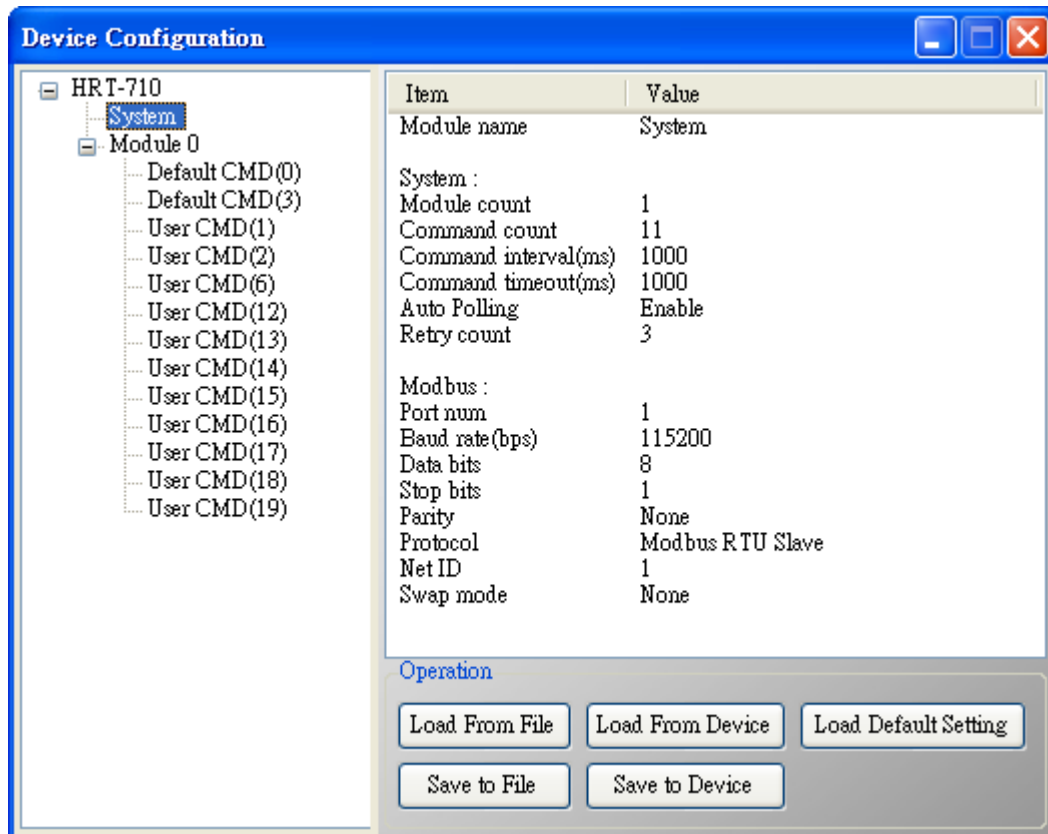 Device Configuration
HRT-710
System
Module 0
Default CMD(0)
Default CMD(3)
User CMD(1)
User CMD(2)
User CMD(6)
User CMD(12)
User CMD(13)
User CMD(14)
User CMD(15)
User CMD(16)
User CMD(17)
User CMD(18)
User CMD(19)
Item Value
Module name System
System :
Module count 1
Command count 11
Command interval(ms) 1000
Command timeout(ms) 1000
Auto Polling Enable
Retry count 3
Modbus :
Port num 1
Baud rate(bps) 115200
Data bits 8
Stop bits 1
Parity None
Protocol Modbus RTU Slave
Net ID 1
Swap mode None
Operation
Load From File Load From Device Load Default Setting
Save to File Save to Device